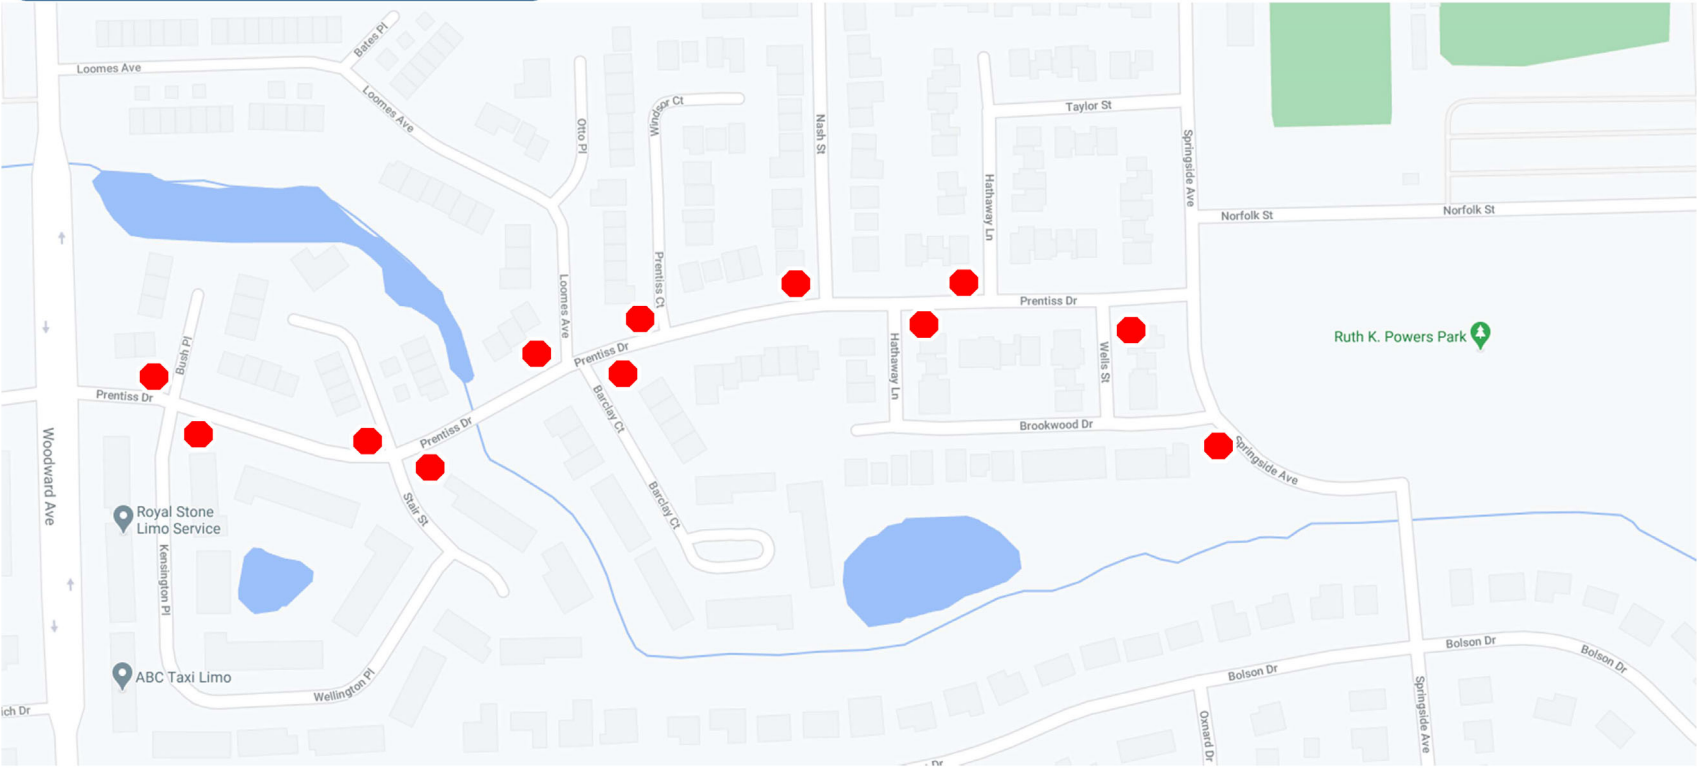 Bates Pl
Loomes Ave
Loomes Ave
Windsor Ct
Otto Pl
Nash St
Taylor St
Springside Ave
Hathaway Ln
Norfolk St
Norfolk St
Prentiss Ct
Loomes Ave
Prentiss Dr
Ruth K. Powers Park
Bush Pl
Prentiss Dr
Hathaway Ln
Wells St
Prentiss Dr
Barclay Ct
Brookwood Dr
Prentiss Dr
Springside Ave
Woodward Ave
Stair St
Barclay Ct
Royal Stone
Limo Service
Kensington Pl
Bolson Dr
Bolson Dr
Bolson Dr
ABC Taxi Limo
Wellington Pl
ich Dr
Oxnard Dr
Springside Ave
Dr